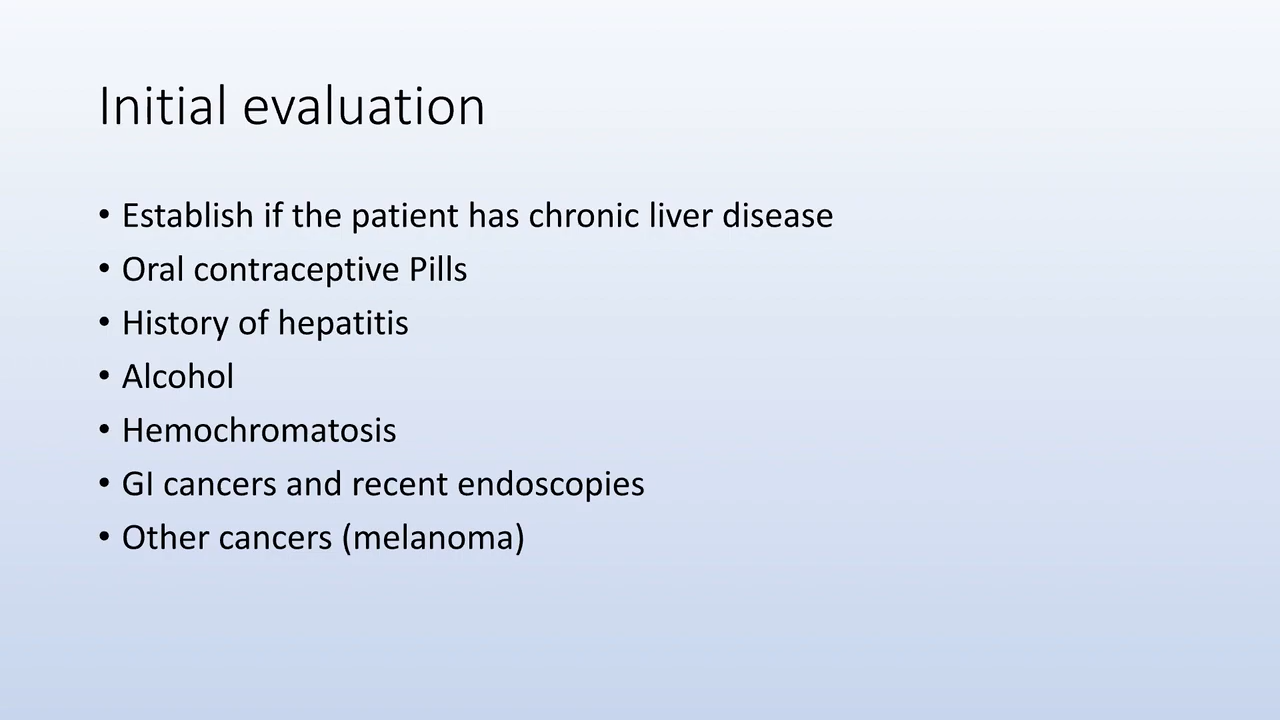 Initial evaluation
• Establish if the patient has chronic liver disease
• Oral contraceptive Pills
• History of hepatitis
• Alcohol
• Hemochromatosis
• GI cancers and recent endoscopies
• Other cancers (melanoma)